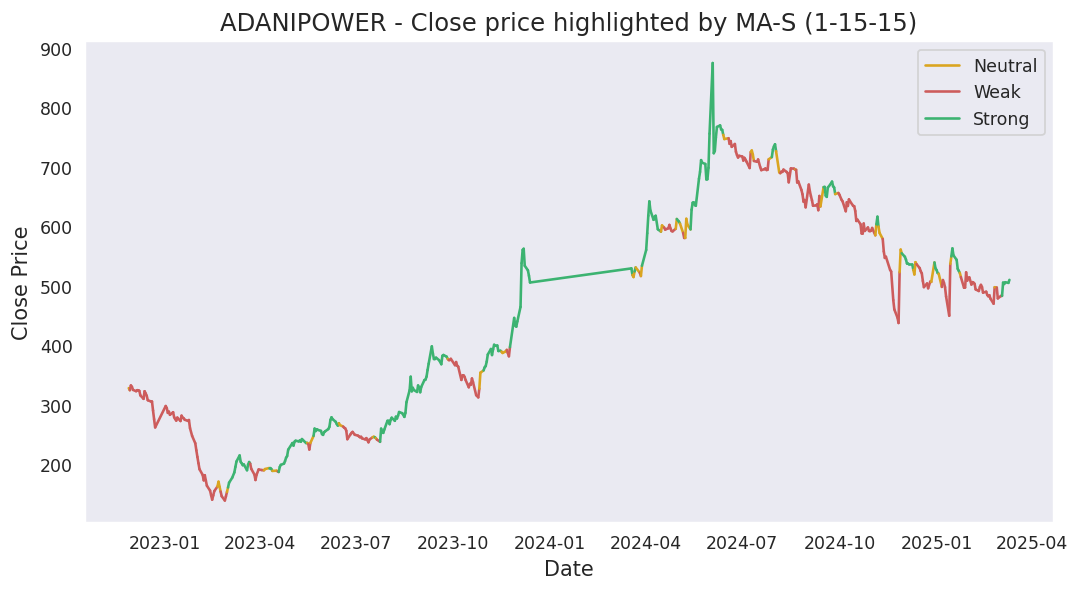 ADANIPOWER - Close price highlighted by MA-S (1-15-15)
Neutral
Weak
Strong
Close Price
900
800
700
600
500
400
300
200
2023-01 2023-04 2023-07 2023-10 2024-01 2024-04 2024-07 2024-10 2025-01 2025-04
Date